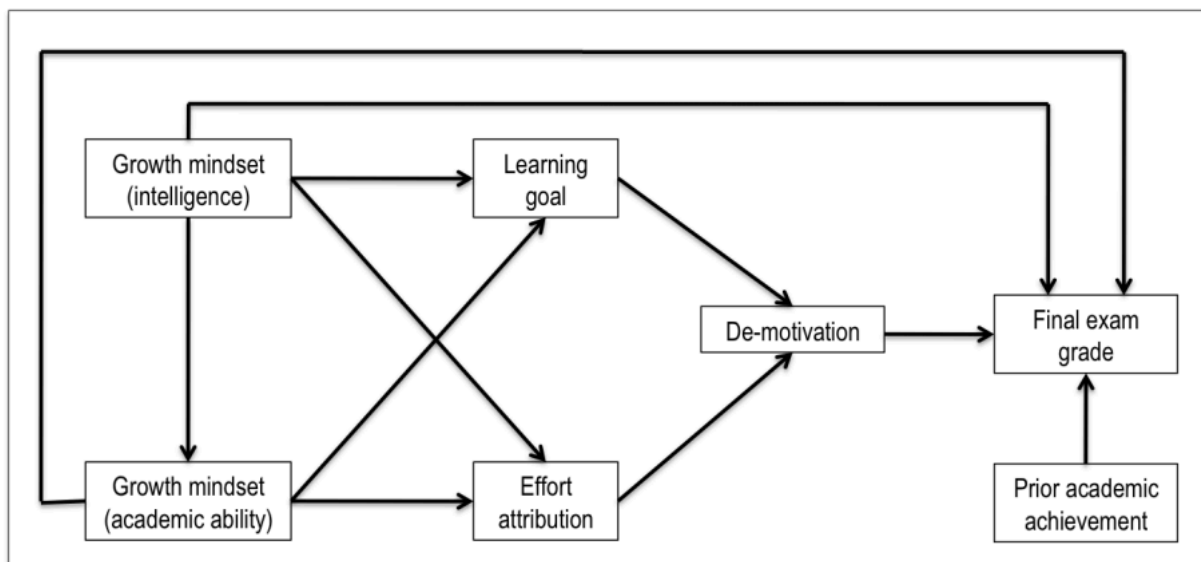 Growth mindset
(intelligence)
Learning
goal
De-motivation
Final exam
grade
Growth mindset
(academic ability)
Effort
attribution
Prior academic
achievement